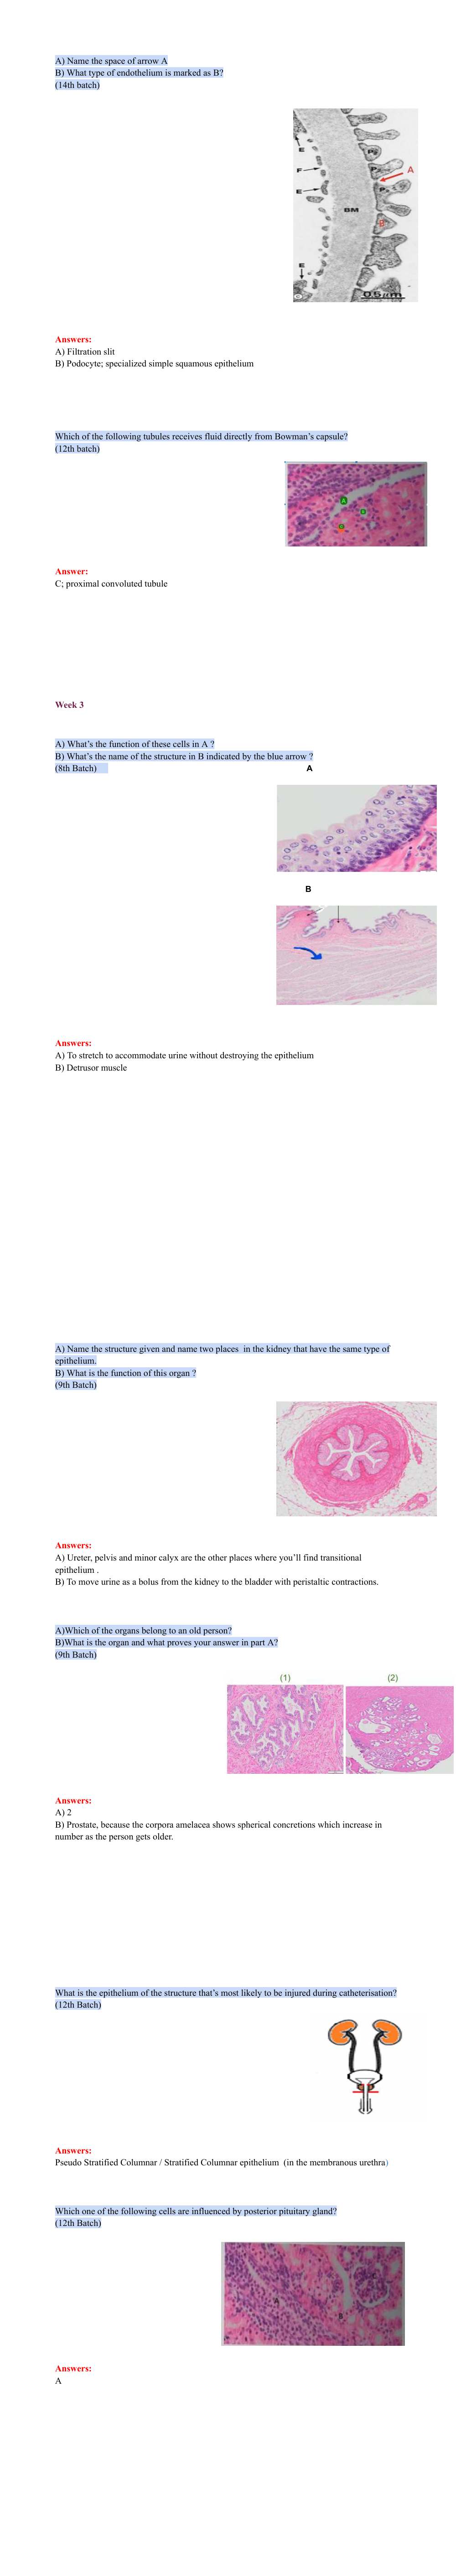 A) Name the space of arrow A
B) What type of endothelium is marked as B?
(14th batch)
E
F
E
BM
P
P
P
A
B
E
0.5μm
Answers:
A) Filtration slit
B) Podocyte; specialized simple squamous epithelium
Which of the following tubules receives fluid directly from Bowman’s capsule?
(12th batch)
A
Answer:
C; proximal convoluted tubule
Week 3
A) What’s the function of these cells in A ?
B) What’s the name of the structure in B indicated by the blue arrow ?
(8th Batch)
A
B
Answers:
A) To stretch to accommodate urine without destroying the epithelium
B) Detrusor muscle
A) Name the structure given and name two places in the kidney that have the same type of
epithelium.
B) What is the function of this organ ?
(9th Batch)
Answers:
A) Ureter, pelvis and minor calyx are the other places where you’ll find transitional
epithelium .
B) To move urine as a bolus from the kidney to the bladder with peristaltic contractions.
A)Which of the organs belong to an old person?
B)What is the organ and what proves your answer in part A?
(9th Batch)
(1) (2)
Answers:
A) 2
B) Prostate, because the corpora amelacea shows spherical concretions which increase in
number as the person gets older.
What is the epithelium of the structure that’s most likely to be injured during catheterisation?
(12th Batch)
Answers:
Pseudo Stratified Columnar / Stratified Columnar epithelium (in the membranous urethra)
Which one of the following cells are influenced by posterior pituitary gland?
(12th Batch)
A
B
C
Answers:
A